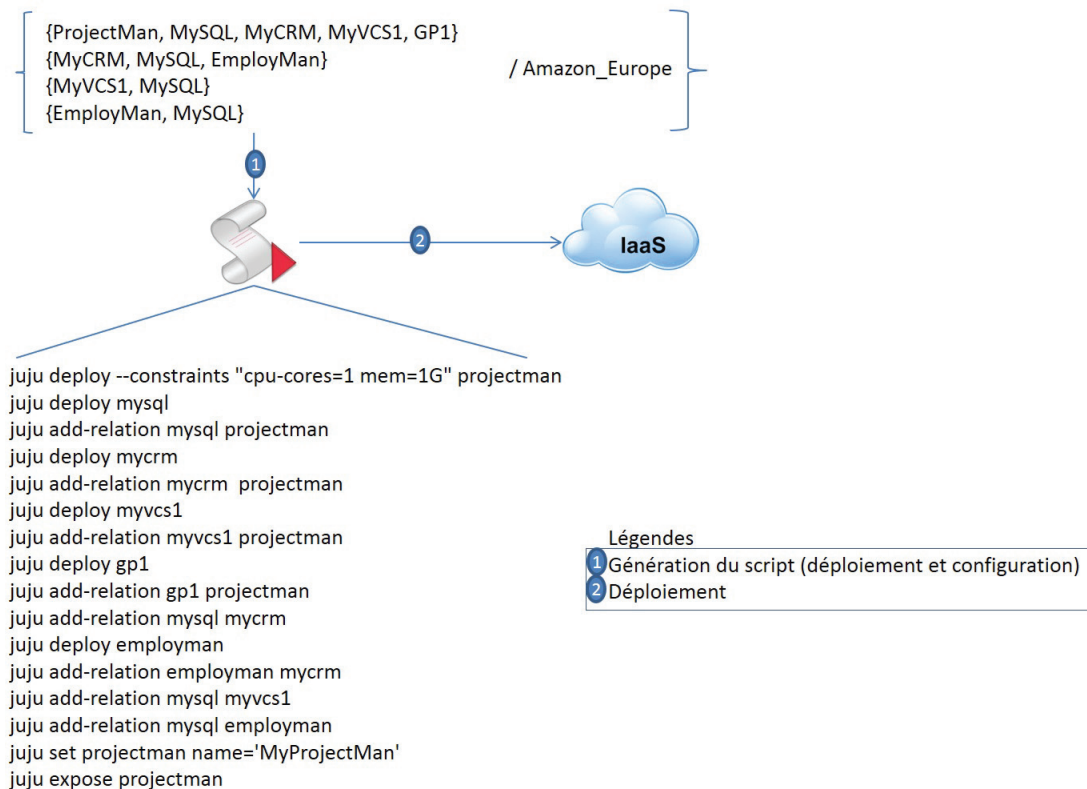 {ProjectMan, MySQL, MyCRM, MyVCS1, GP1}
{MyCRM, MySQL, EmployMan}
/ Amazon_Europe
{MyVCS1, MySQL}
{EmployMan, MySQL}
1
2
IaaS
juju deploy --constraints "cpu-cores=1 mem=1G" projectman
juju deploy mysql
juju add-relation mysql projectman
juju deploy mycrm
juju add-relation mycrm projectman
juju deploy myvcs1
juju add-relation myvcs1 projectman
juju deploy gp1
juju add-relation gp1 projectman
juju add-relation mysql mycrm
juju deploy employman
juju add-relation employman mycrm
juju add-relation mysql myvcs1
juju add-relation mysql employman
juju set projectman name='MyProjectMan'
juju expose projectman
Légendes
1 Génération du script (déploiement et configuration)
2 Déploiement